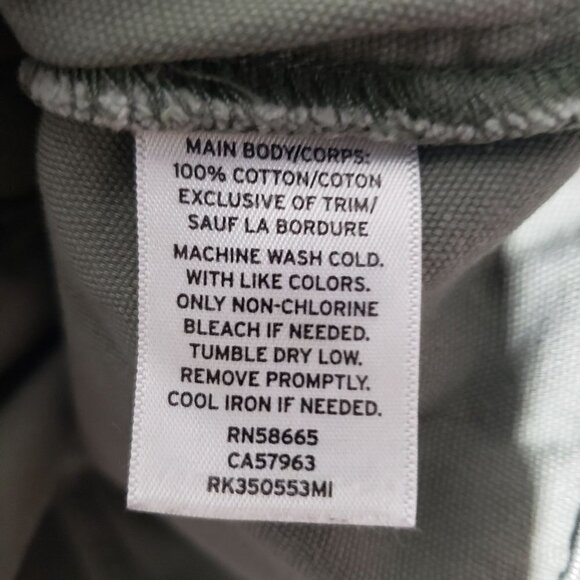 MAIN BODY/CORPS:
100% COTTON/COTON
EXCLUSIVE OF TRIM/
SAUF LA BORDURE
MACHINE WASH COLD.
WITH LIKE COLORS.
ONLY NON-CHLORINE
BLEACH IF NEEDED.
TUMBLE DRY LOW.
REMOVE PROMPTLY.
COOL IRON IF NEEDED.
RN58665
CA57963
RK350553MI